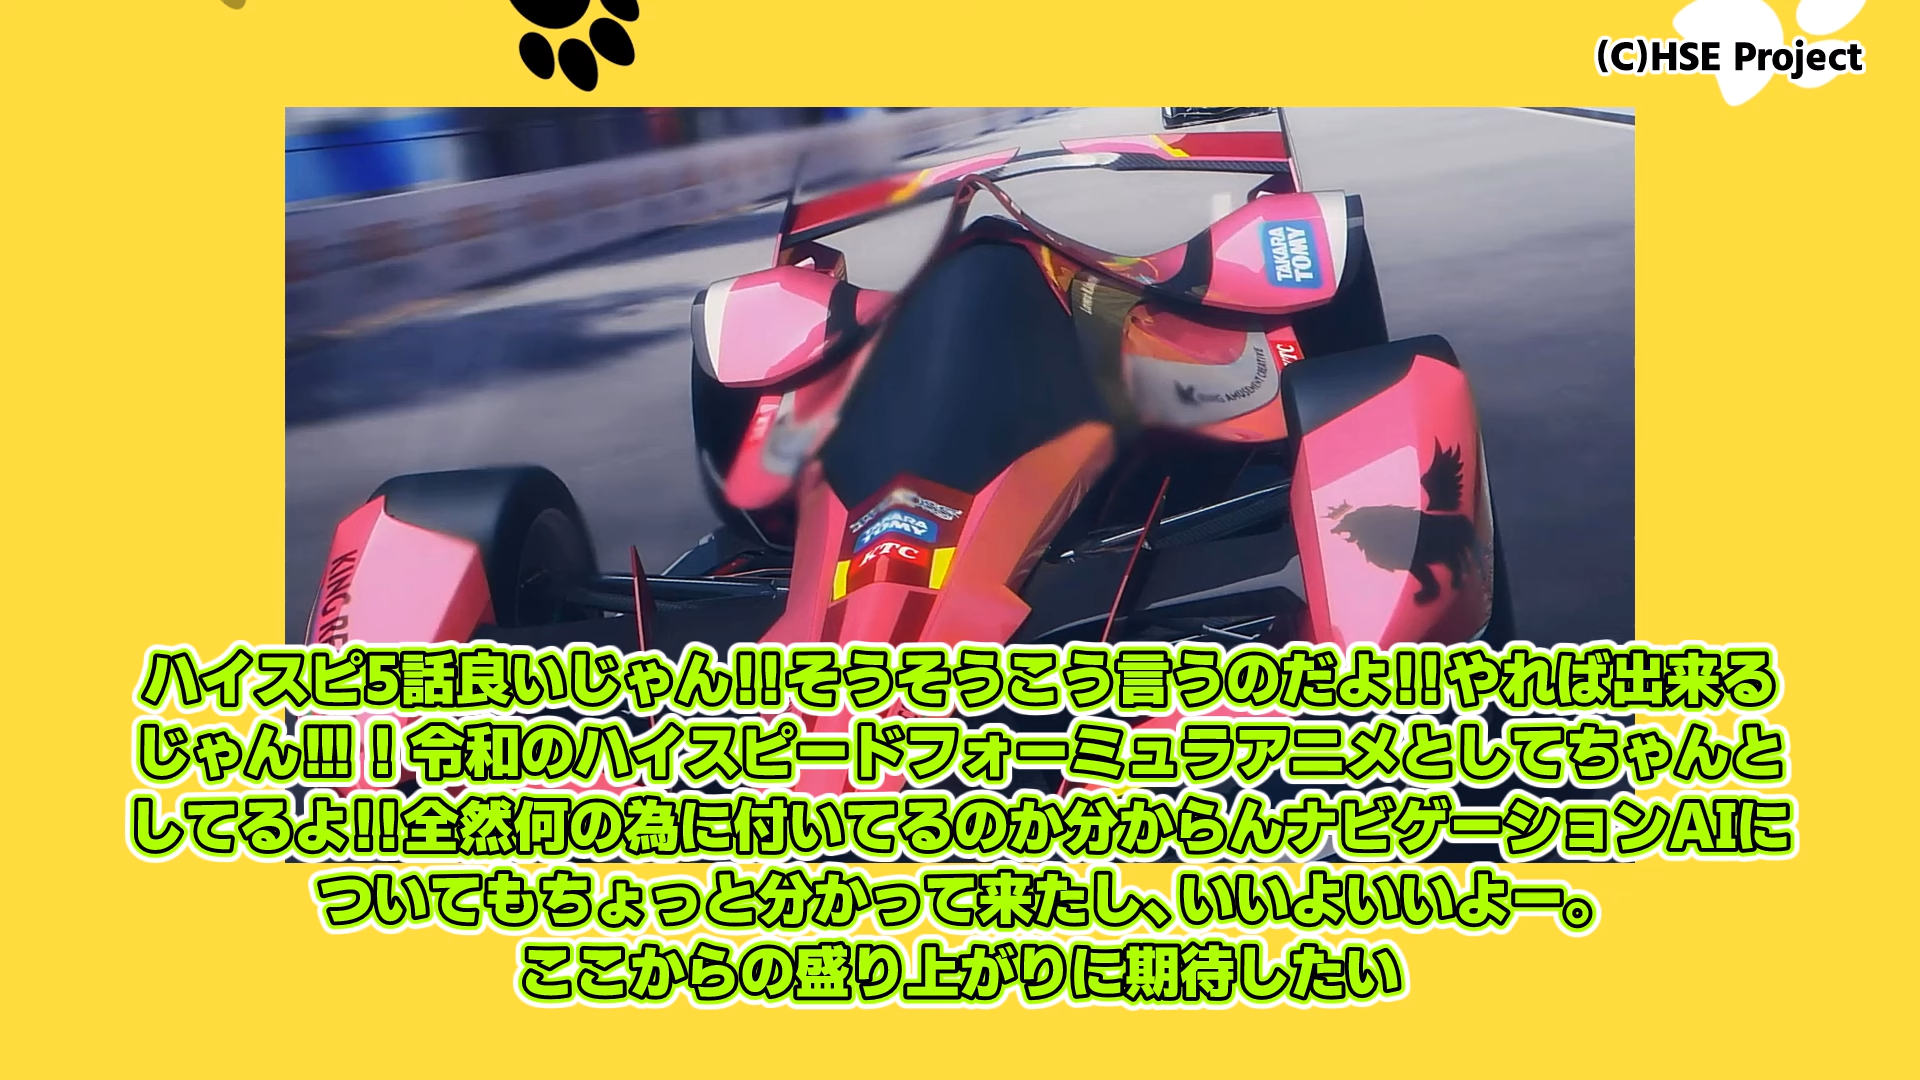 (C)HSE Project
TAKARA
TOMY
KTC
AMUSEMENT CREATIVE
TAKARA
TOMY
KTC
KING
ハイスピ5話良いじゃん!!そうそうこう言うのだよ!!やれば出来る
じゃん!!!！令和のハイスピードフォーミュラアニメとしてちゃんと
してるよ!!全然何の為に付いてるのか分からんナビゲーションAIに
ついてもちょっと分かって来たし、いいよいいよー。
ここからの盛り上がりに期待したい